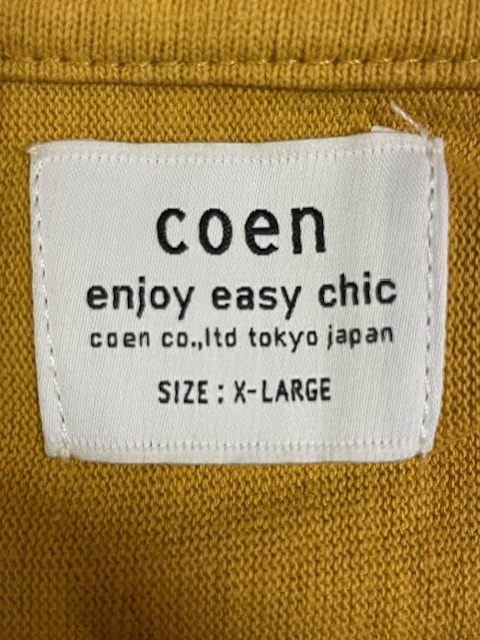 coen
enjoy easy chic
coen co.,ltd tokyo japan
SIZE : X-LARGE